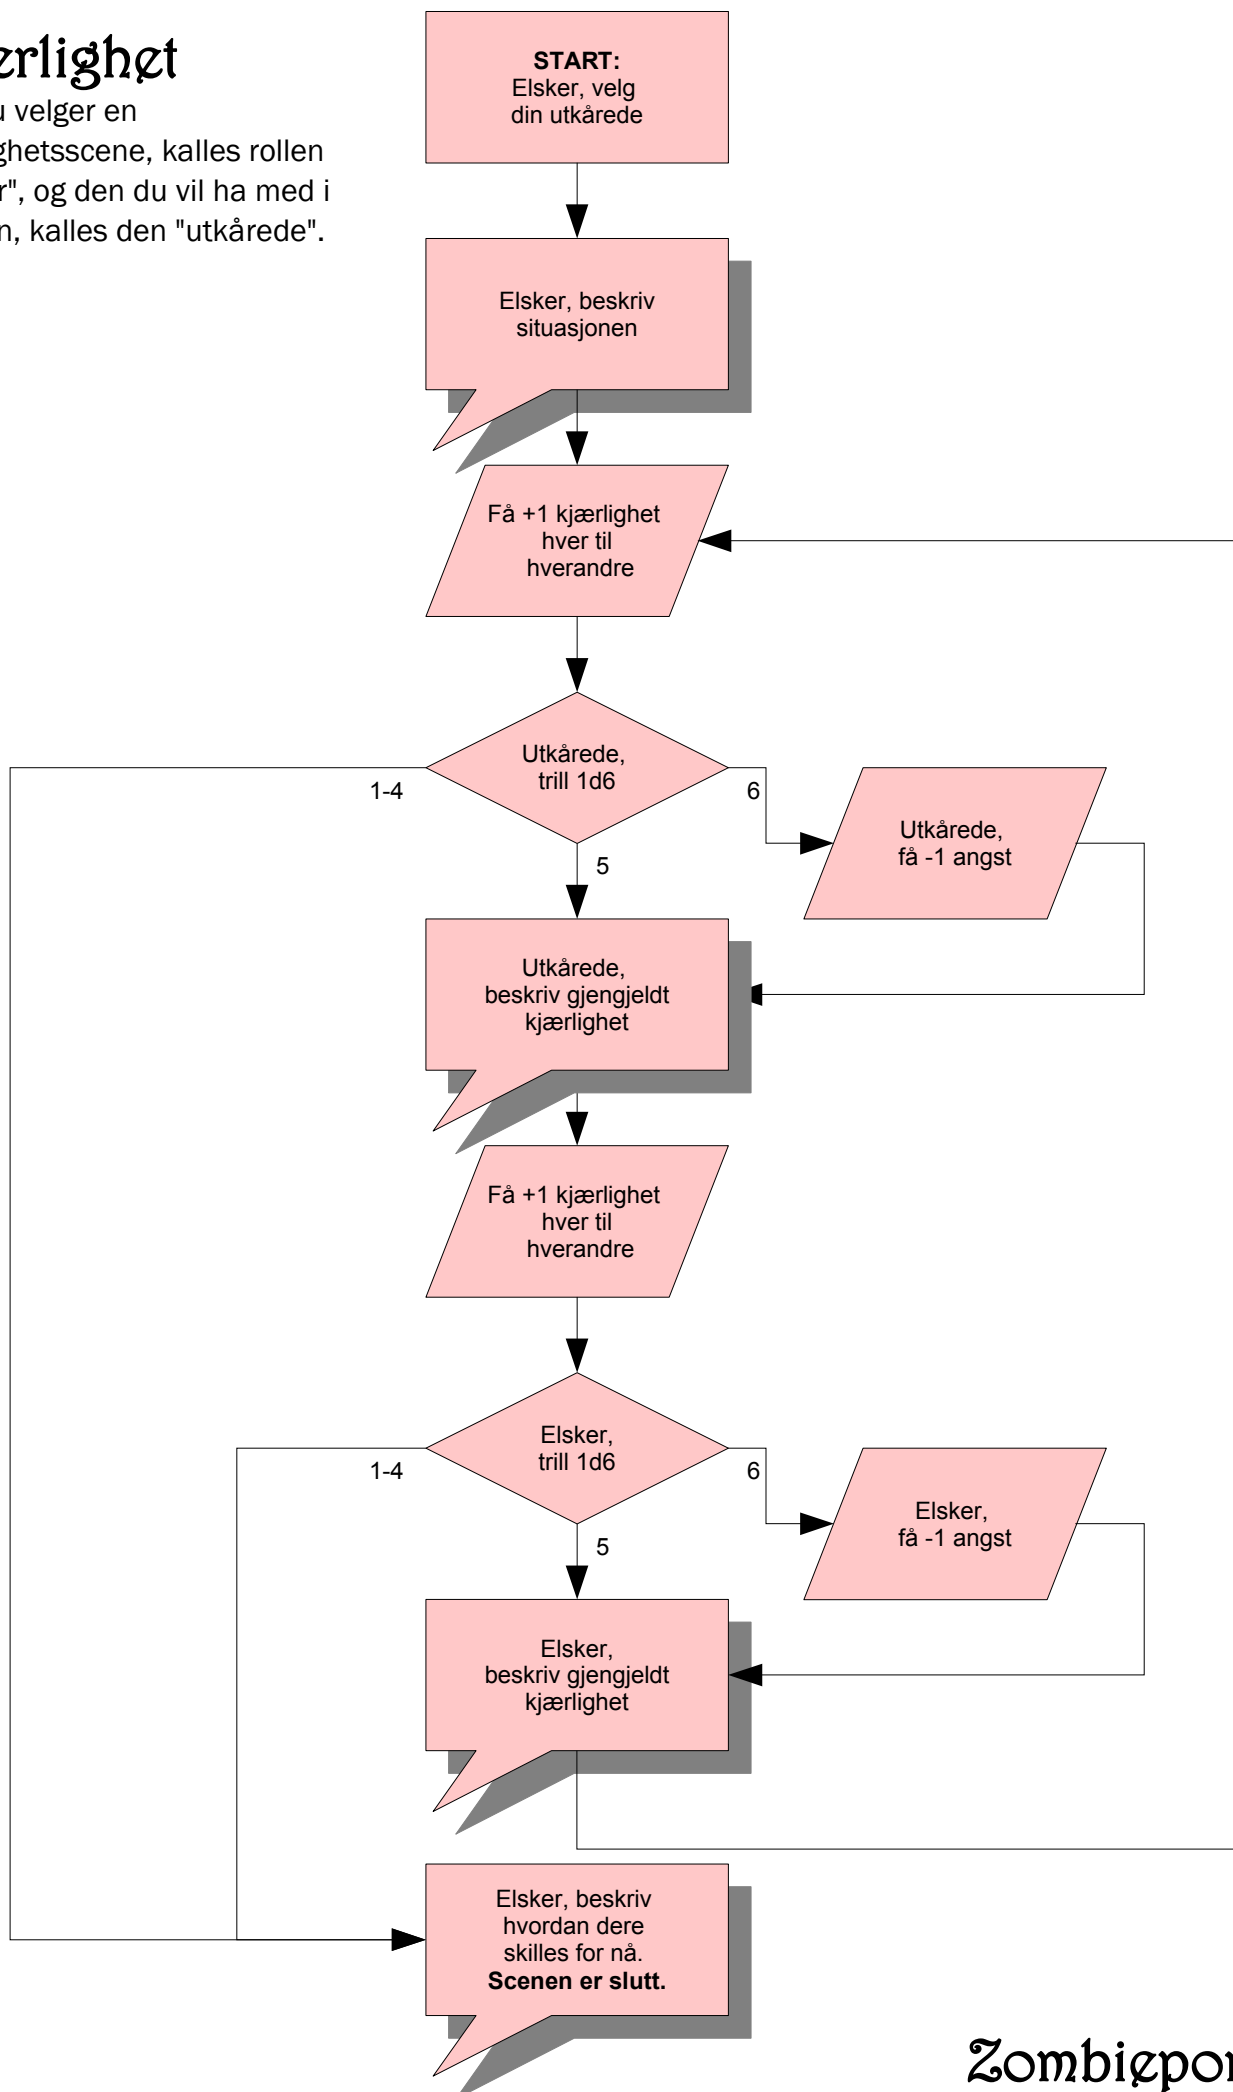 erlighet
u velger en
ghetsscene, kalles rollen
r", og den du vil ha med i
n, kalles den "utkårede".
START:
Elsker, velg
din utkårede
Elsker, beskriv
situasjonen
Få +1 kjærlighet
hver til
hverandre
Utkårede,
trill 1d6
1-4
6
5
Utkårede,
få -1 angst
Utkårede,
beskriv gjengjeldt
kjærlighet
Få +1 kjærlighet
hver til
hverandre
Elsker,
trill 1d6
1-4
6
5
Elsker,
få -1 angst
Elsker,
beskriv gjengjeldt
kjærlighet
Elsker, beskriv
hvordan dere
skilles for nå.
Scenen er slutt.
Zombiepor